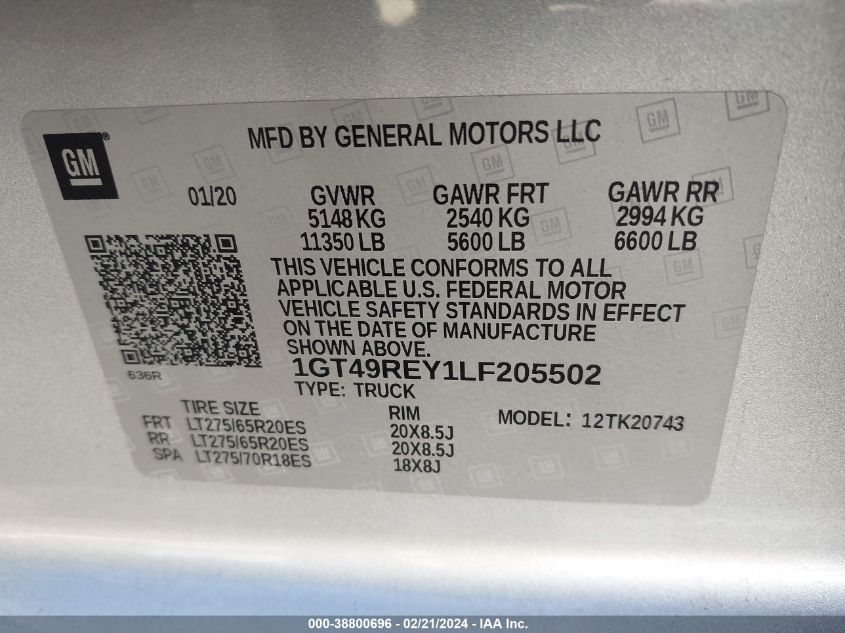 GM
MFD BY GENERAL MOTORS LLC
01/20 GVWR GAWR FRT GAWR RR
5148 KG 2540 KG 2994 KG
11350 LB 5600 LB 6600 LB
THIS VEHICLE CONFORMS TO ALL
APPLICABLE U.S. FEDERAL MOTOR
VEHICLE SAFETY STANDARDS IN EFFECT
ON THE DATE OF MANUFACTURE
SHOWN ABOVE.
636R
1GT49REY1LF205502
TYPE: TRUCK
TIRE SIZE RIM MODEL: 12TK20743
FRT LT275/65R20ES 20X8.5J
RR LT275/65R20ES 20X8.5J
SPA LT275/70R18ES 18X8J
000-38800696 - 02/21/2024 - IAA Inc.